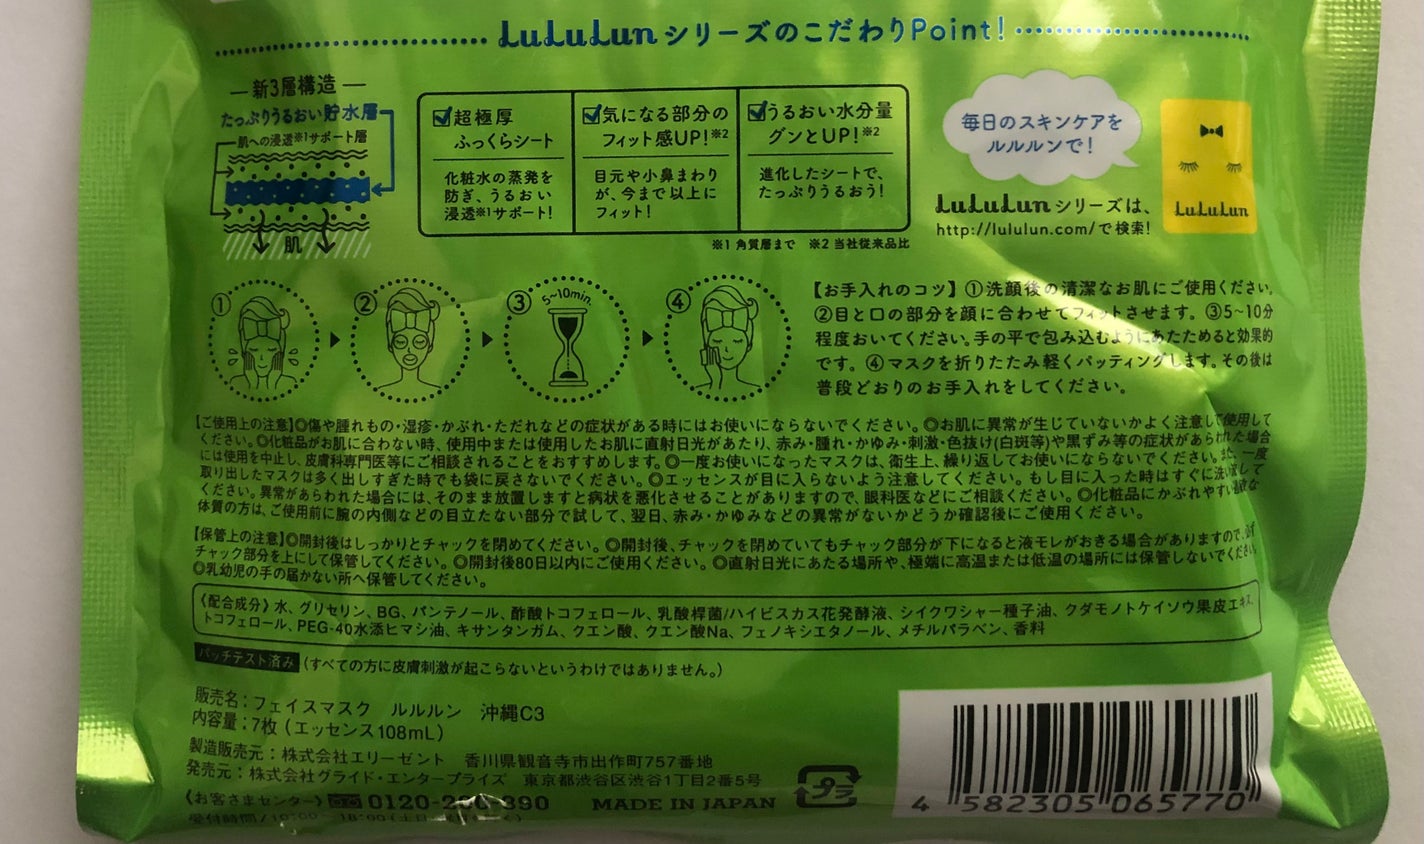 LuLuLunシリーズのこだわりPoint!
新3層構造
たっぷりうるおい貯水層
肌への浸透※1サポート層
肌
超極厚
ふっくらシート
化粧水の蒸発を
防ぎ、うるおい
浸透※1サポート!
気になる部分の
フィット感UP!※2
目元や小鼻まわり
が、今まで以上に
フィット!
うるおい水分量
グンとUP!※2
進化したシートで、
たっぷりうるおう!
※1 角質層まで ※2 当社従来品比
毎日のスキンケアを
ルルルンで!
LuLuLunシリーズは、
http://lululun.com/で検索!
LuLuLun
①
②
③
5~10min.
④
【お手入れのコツ】①洗顔後の清潔なお肌にご使用ください。
②目と口の部分を顔に合わせてフィットさせます。③5~10分
程度おいてください。手の平で包み込むようにあたためると効果的
です。④マスクを折りたたみ軽くパッティングします。その後は
普段どおりのお手入れをしてください。
【ご使用上の注意】◎傷や腫れもの・湿疹・かぶれ・ただれなどの症状がある時にはお使いにならないでください。◎お肌に異常が生じていないかよく注意して使用して
ください。◎化粧品がお肌に合わない時、使用中または使用したお肌に直射日光があたり、赤み・腫れ・かゆみ・刺激・色抜け(白斑等)や黒ずみ等の症状があらわれた場合
には使用を中止し、皮膚科専門医等にご相談されることをおすすめします。◎一度お使いになったマスクは、衛生上、繰り返してお使いにならないでください。また、一度
取り出したマスクは多く出しすぎた時でも袋に戻さないでください。◎エッセンスが目に入らないよう注意してください。もし目に入った時はすぐに洗い流して
ください。異常があらわれた場合には、そのまま放置しますと病状を悪化させることがありますので、眼科医などにご相談ください。◎化粧品にかぶれやすい敏感な
体質の方は、ご使用前に腕の内側などの目立たない部分で試して、翌日、赤み・かゆみなどの異常がないかどうか確認後にご使用ください。
【保管上の注意】◎開封後はしっかりとチャックを閉めてください。◎開封後、チャックを閉めていてもチャック部分が下になると液モレがおきる場合がありますので、必ず
チャック部分を上にして保管してください。◎開封後80日以内にご使用ください。◎直射日光にあたる場所や、極端に高温または低温の場所には保管しないでください。
◎乳幼児の手の届かない所へ保管してください。
《配合成分》水、グリセリン、BG、パンテノール、酢酸トコフェロール、乳酸桿菌/ハイビスカス花発酵液、シイクワシャー種子油、クダモノトケイソウ果皮エキス、
トコフェロール、PEG-40水添ヒマシ油、キサンタンガム、クエン酸、クエン酸Na、フェノキシエタノール、メチルパラベン、香料
パッチテスト済み(すべての方に皮膚刺激が起こらないというわけではありません。)
販売名:フェイスマスク ルルルン 沖縄C3
内容量:7枚(エッセンス108mL)
製造販売元:株式会社エリーゼント 香川県観音寺市出作町757番地
発売元:株式会社グライド・エンタープライズ 東京都渋谷区渋谷1丁目2番5号
《お客さまセンター》0120-200-390 MADE IN JAPAN
プラ
受付時間/10:00~18:00(土日
4 582305 065770